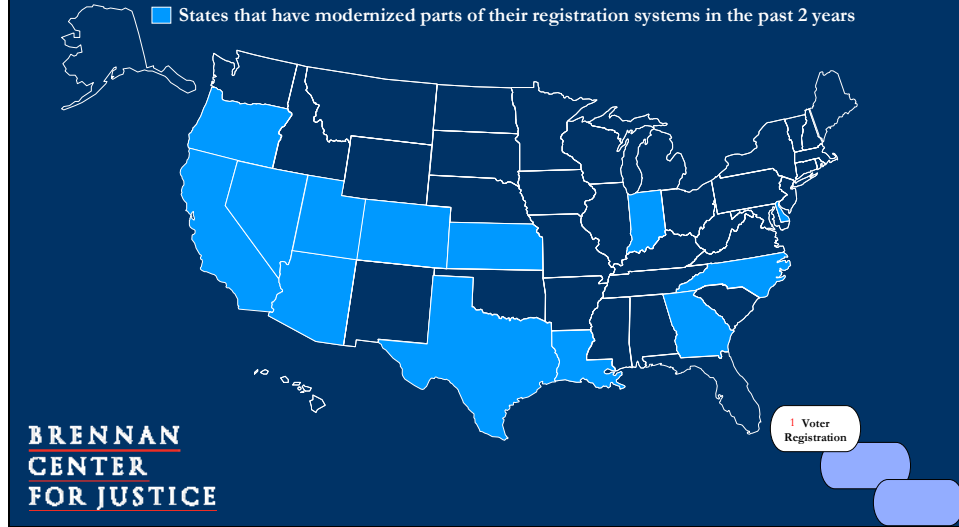 States that have modernized parts of their registration systems in the past 2 years
1 Voter
Registration
BRENNAN
CENTER
FOR JUSTICE